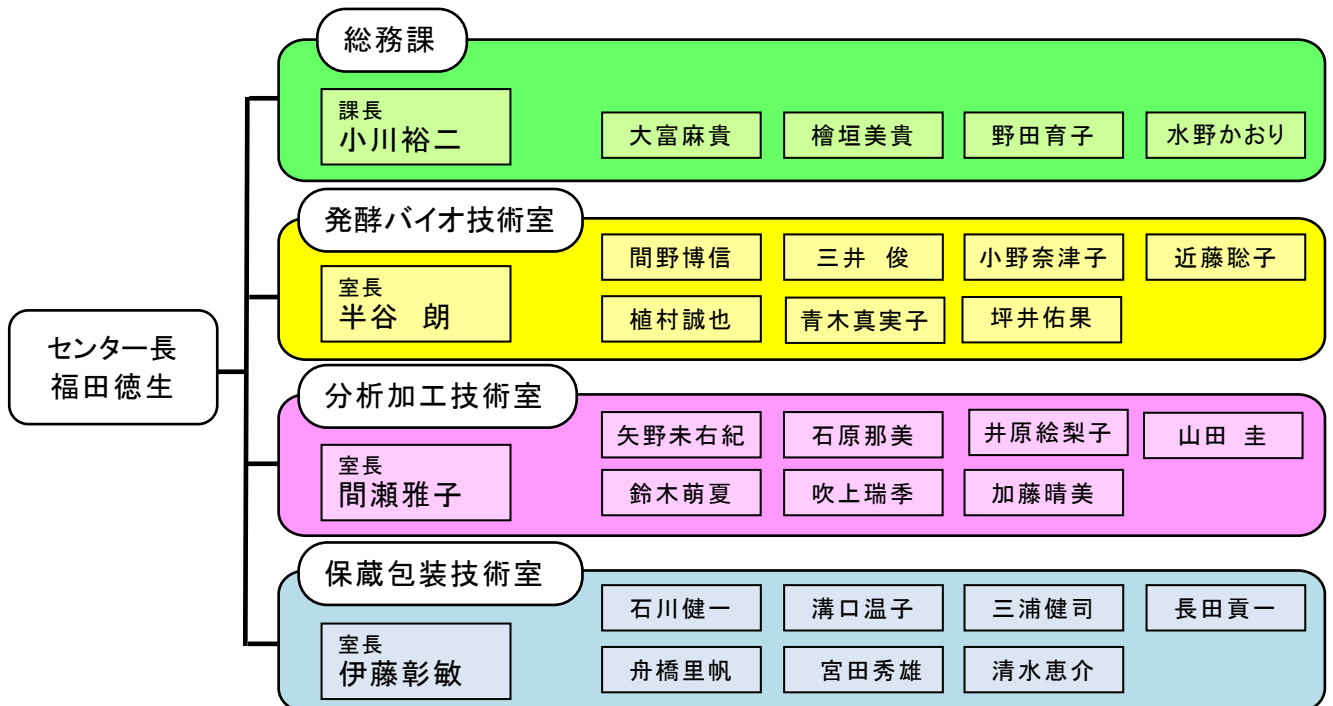 総務課
課長
小川裕二
大富麻貴
檜垣美貴
野田育子
水野かおり
発酵バイオ技術室
室長
半谷　朗
間野博信
三井　俊
小野奈津子
近藤聡子
植村誠也
青木真実子
坪井佑果
センター長
福田徳生
分析加工技術室
室長
間瀬雅子
矢野未右紀
石原那美
井原絵梨子
山田　圭
鈴木萌夏
吹上瑞季
加藤晴美
保蔵包装技術室
室長
伊藤彰敏
石川健一
溝口温子
三浦健司
長田貢一
舟橋里帆
宮田秀雄
清水恵介